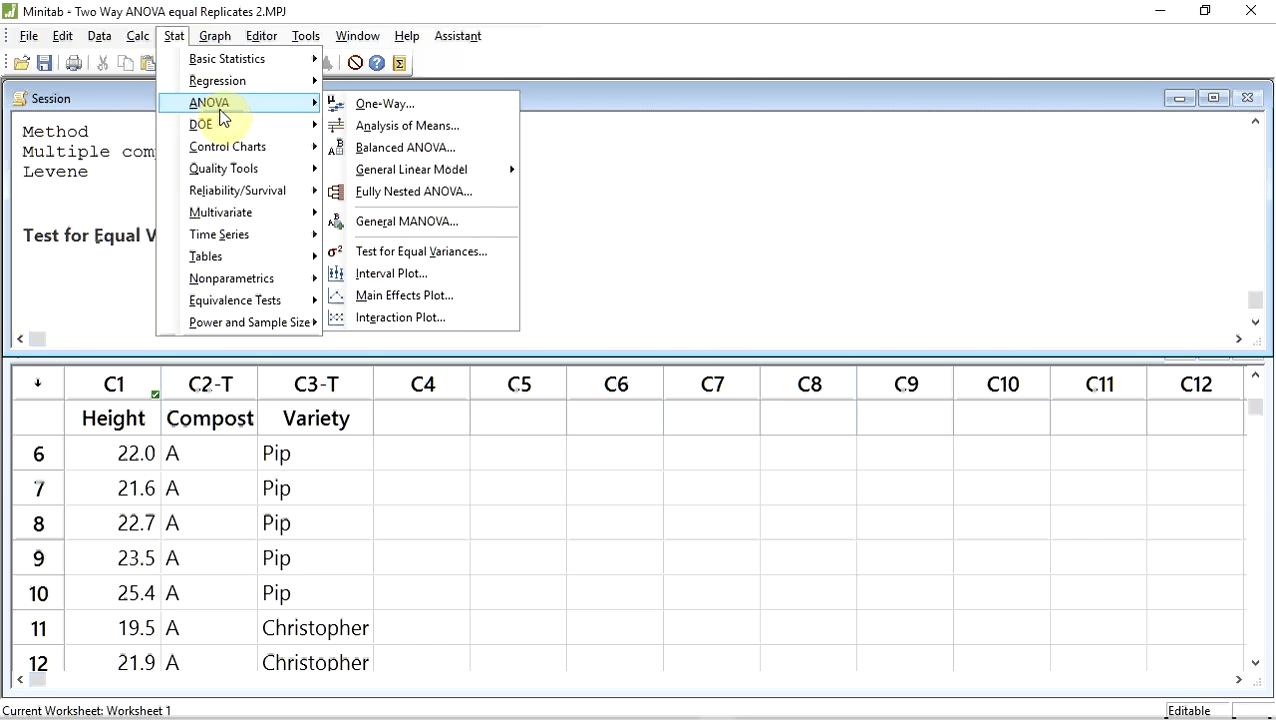 Minitab - Two Way ANOVA equal Replicates 2.MPJ
File Edit Data Calc Stat Graph Editor Tools Window Help Assistant
Session
Method
Multiple com
Levene
Test for Equal V
Basic Statistics
Regression
ANOVA
DOE
Control Charts
Quality Tools
Reliability/Survival
Multivariate
Time Series
Tables
Nonparametrics
Equivalence Tests
Power and Sample Size
One-Way...
Analysis of Means...
Balanced ANOVA...
General Linear Model
Fully Nested ANOVA...
General MANOVA...
Test for Equal Variances...
Interval Plot...
Main Effects Plot...
Interaction Plot...
C1 C2-T C3-T C4 C5 C6 C7 C8 C9 C10 C11 C12
Height Compost Variety
6 22.0 A Pip
7 21.6 A Pip
8 22.7 A Pip
9 23.5 A Pip
10 25.4 A Pip
11 19.5 A Christopher
12 21.9 A Christopher
Current Worksheet: Worksheet 1 Editable